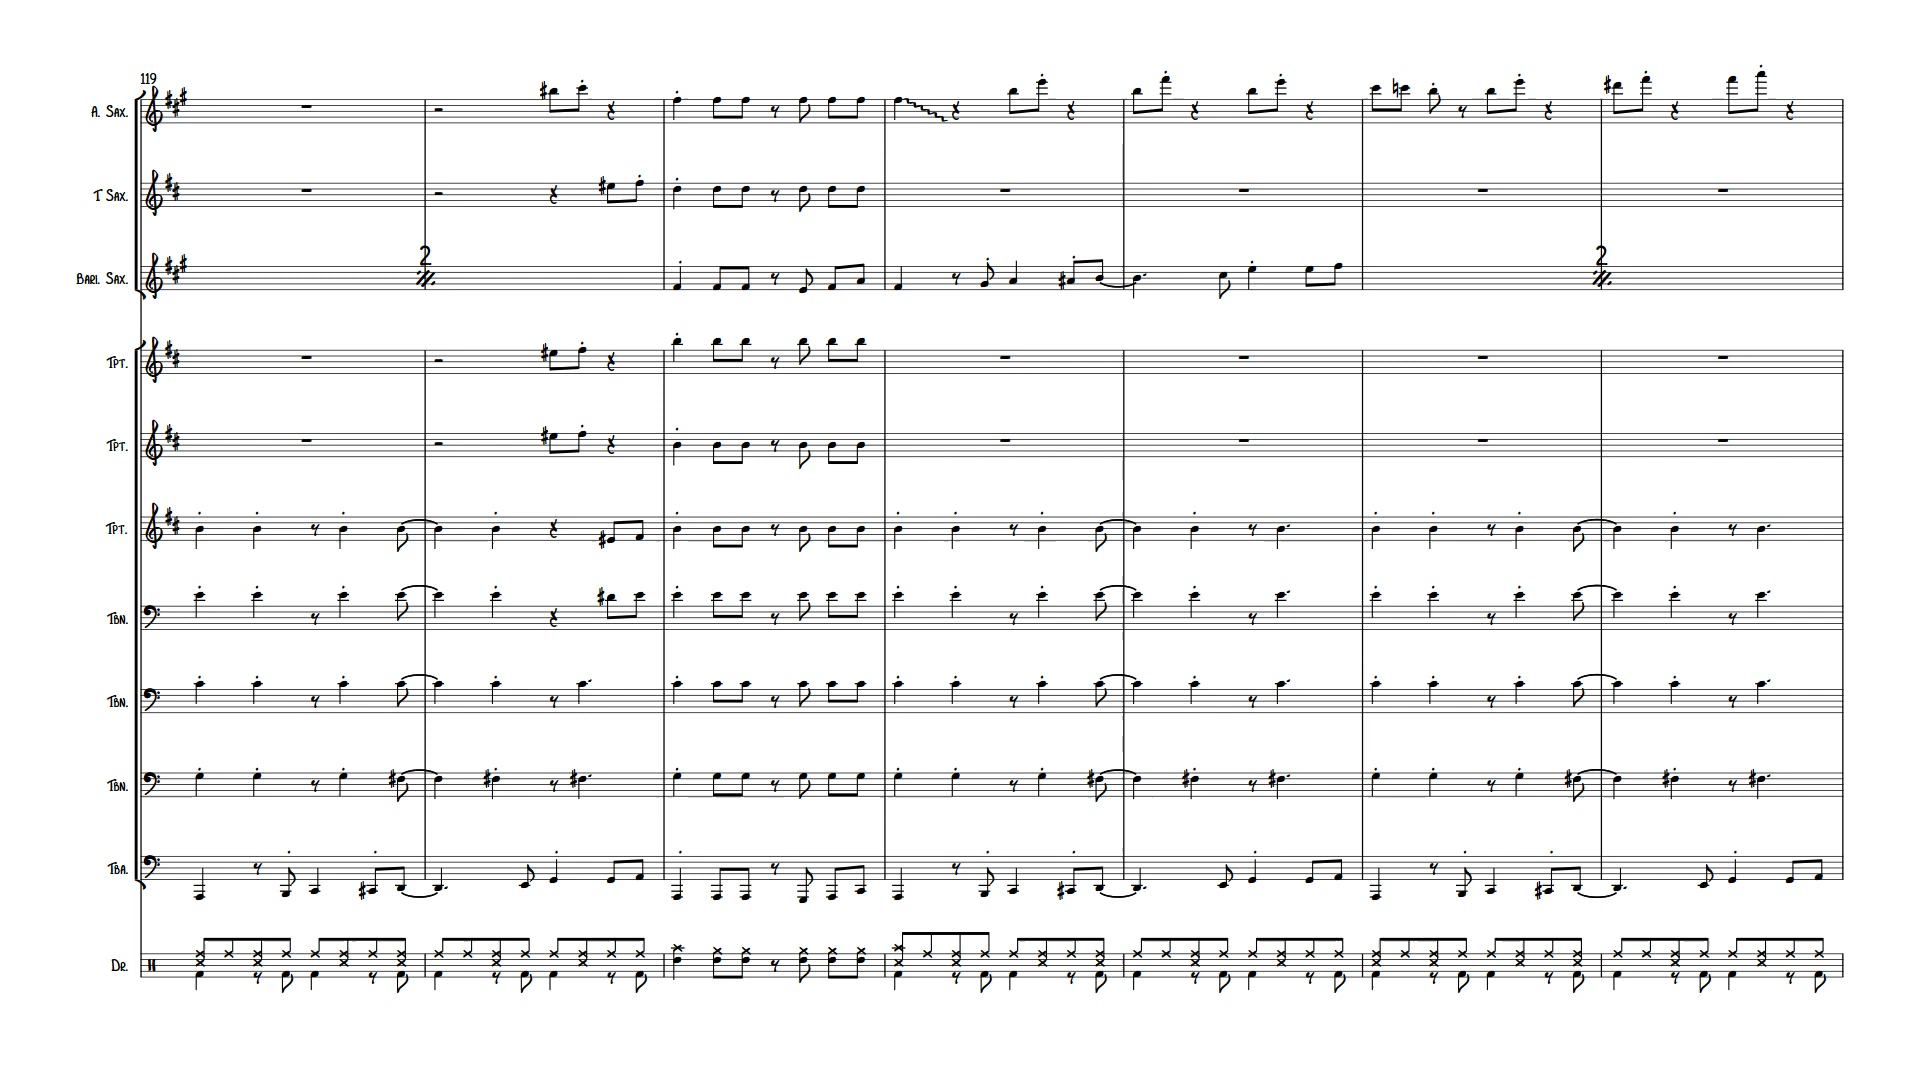 119
A. Sax.
T Sax.
2
2
Bari. Sax.
Tpt.
Tpt.
Tpt.
Tbn.
Tbn.
Tbn.
Tba.
Dr.